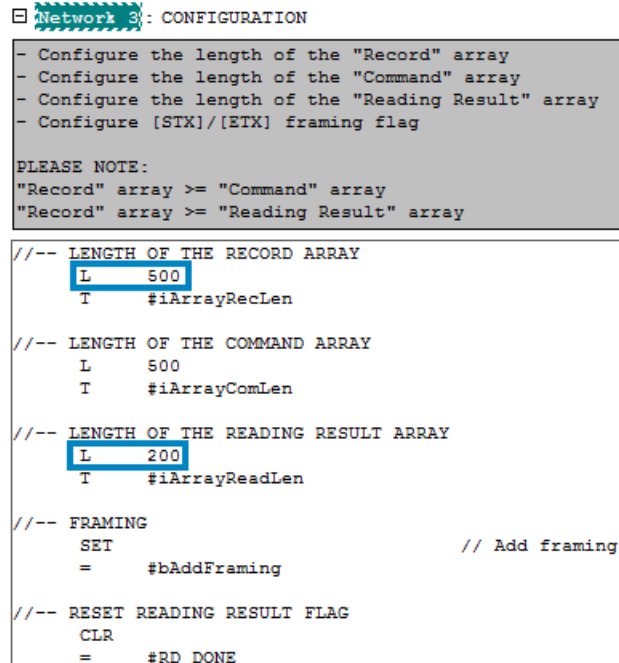 Network 3: CONFIGURATION
- Configure the length of the "Record" array
- Configure the length of the "Command" array
- Configure the length of the "Reading Result" array
- Configure [STX]/[ETX] framing flag
PLEASE NOTE:
"Record" array >= "Command" array
"Record" array >= "Reading Result" array
//-- LENGTH OF THE RECORD ARRAY
L 500
T #iArrayRecLen
//-- LENGTH OF THE COMMAND ARRAY
L 500
T #iArrayComLen
//-- LENGTH OF THE READING RESULT ARRAY
L 200
T #iArrayReadLen
//-- FRAMING
SET // Add framing
= #bAddFraming
//-- RESET READING RESULT FLAG
CLR
= #RD_DONE